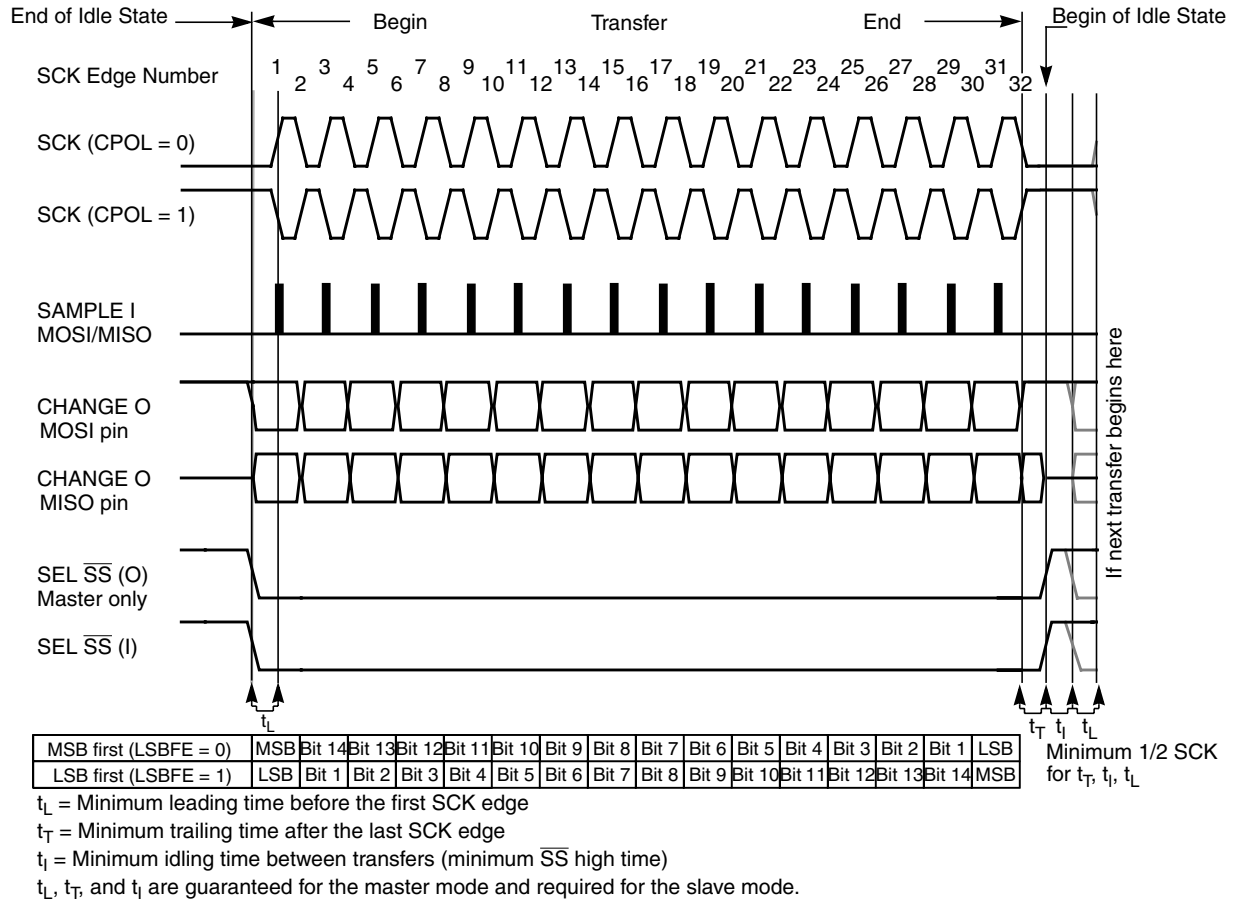 End of Idle State
Begin
Transfer
End
Begin of Idle State
SCK Edge Number
1 2 3 4 5 6 7 8 9 10 11 12 13 14 15 16 17 18 19 20 21 22 23 24 25 26 27 28 29 30 31 32
SCK (CPOL = 0)
SCK (CPOL = 1)
SAMPLE I
MOSI/MISO
CHANGE O
MOSI pin
CHANGE O
MISO pin
SEL S̅S̅ (O)
Master only
SEL S̅S̅ (I)
If next transfer begins here
tL
tT tI tL
MSB first (LSBFE = 0) MSB Bit 14 Bit 13 Bit 12 Bit 11 Bit 10 Bit 9 Bit 8 Bit 7 Bit 6 Bit 5 Bit 4 Bit 3 Bit 2 Bit 1 LSB
LSB first (LSBFE = 1) LSB Bit 1 Bit 2 Bit 3 Bit 4 Bit 5 Bit 6 Bit 7 Bit 8 Bit 9 Bit 10 Bit 11 Bit 12 Bit 13 Bit 14 MSB
Minimum 1/2 SCK
for tT, tI, tL
tL = Minimum leading time before the first SCK edge
tT = Minimum trailing time after the last SCK edge
tI = Minimum idling time between transfers (minimum S̅S̅ high time)
tL, tT, and tI are guaranteed for the master mode and required for the slave mode.